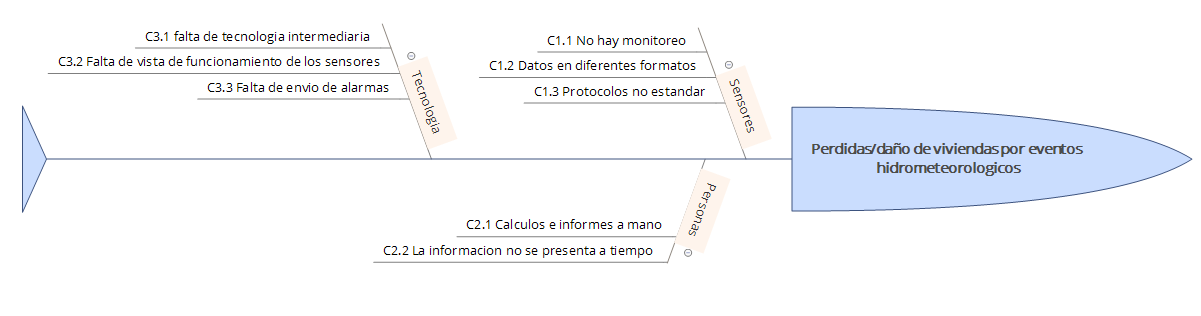 C3.1 falta de tecnologia intermediaria
C3.2 Falta de vista de funcionamiento de los sensores
C3.3 Falta de envio de alarmas
Tecnologia
C1.1 No hay monitoreo
C1.2 Datos en diferentes formatos
C1.3 Protocolos no estandar
Sensores
Perdidas/daño de viviendas por eventos
hidrometeorologicos
Personas
C2.1 Calculos e informes a mano
C2.2 La informacion no se presenta a tiempo